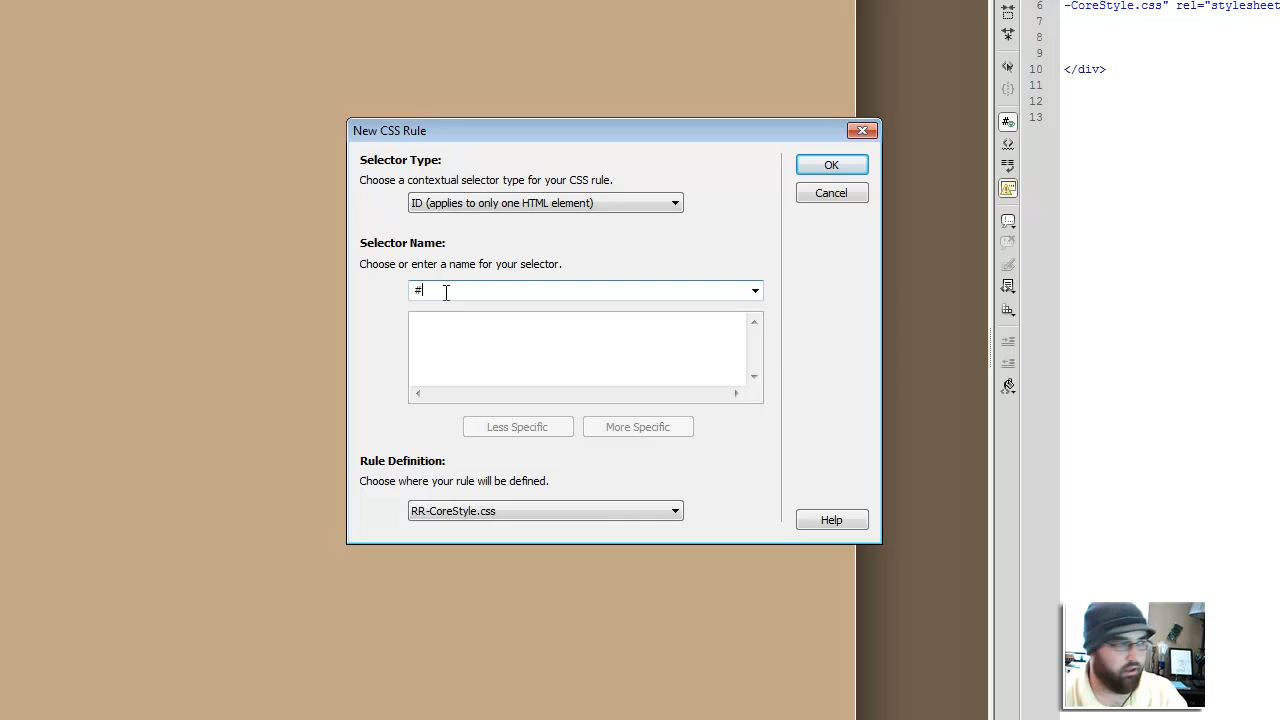 6
-CoreStyle.css" rel="stylesheet
7
8
9
10
</div>
11
12
13
New CSS Rule
Selector Type:
Choose a contextual selector type for your CSS rule.
ID (applies to only one HTML element)
OK
Cancel
Selector Name:
Choose or enter a name for your selector.
#
Less Specific
More Specific
Rule Definition:
Choose where your rule will be defined.
RR-CoreStyle.css
Help